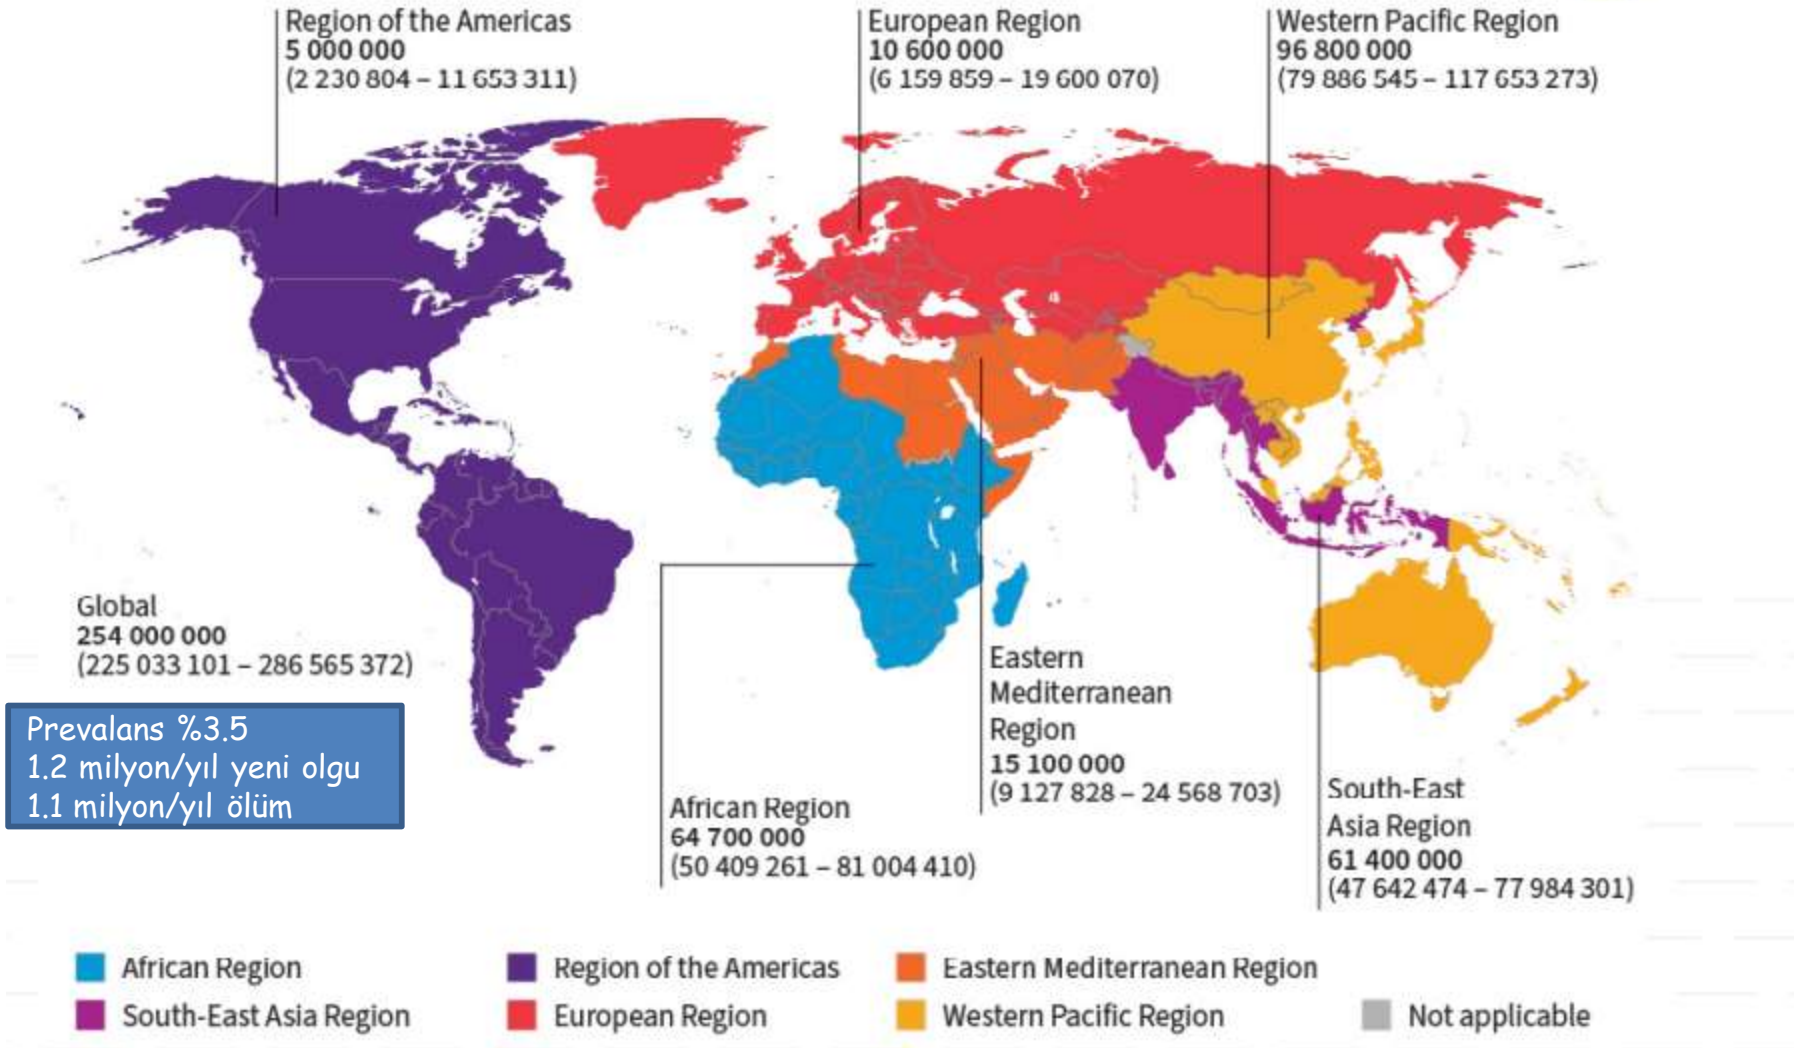 Region of the Americas
5 000 000
(2 230 804 – 11 653 311)
European Region
10 600 000
(6 159 859 – 19 600 070)
Western Pacific Region
96 800 000
(79 886 545 – 117 653 273)
Global
254 000 000
(225 033 101 – 286 565 372)
Prevalans %3.5
1.2 milyon/yıl yeni olgu
1.1 milyon/yıl ölüm
African Region
64 700 000
(50 409 261 – 81 004 410)
Eastern
Mediterranean
Region
15 100 000
(9 127 828 – 24 568 703)
South-East
Asia Region
61 400 000
(47 642 474 – 77 984 301)
African Region
Region of the Americas
Eastern Mediterranean Region
South-East Asia Region
European Region
Western Pacific Region
Not applicable